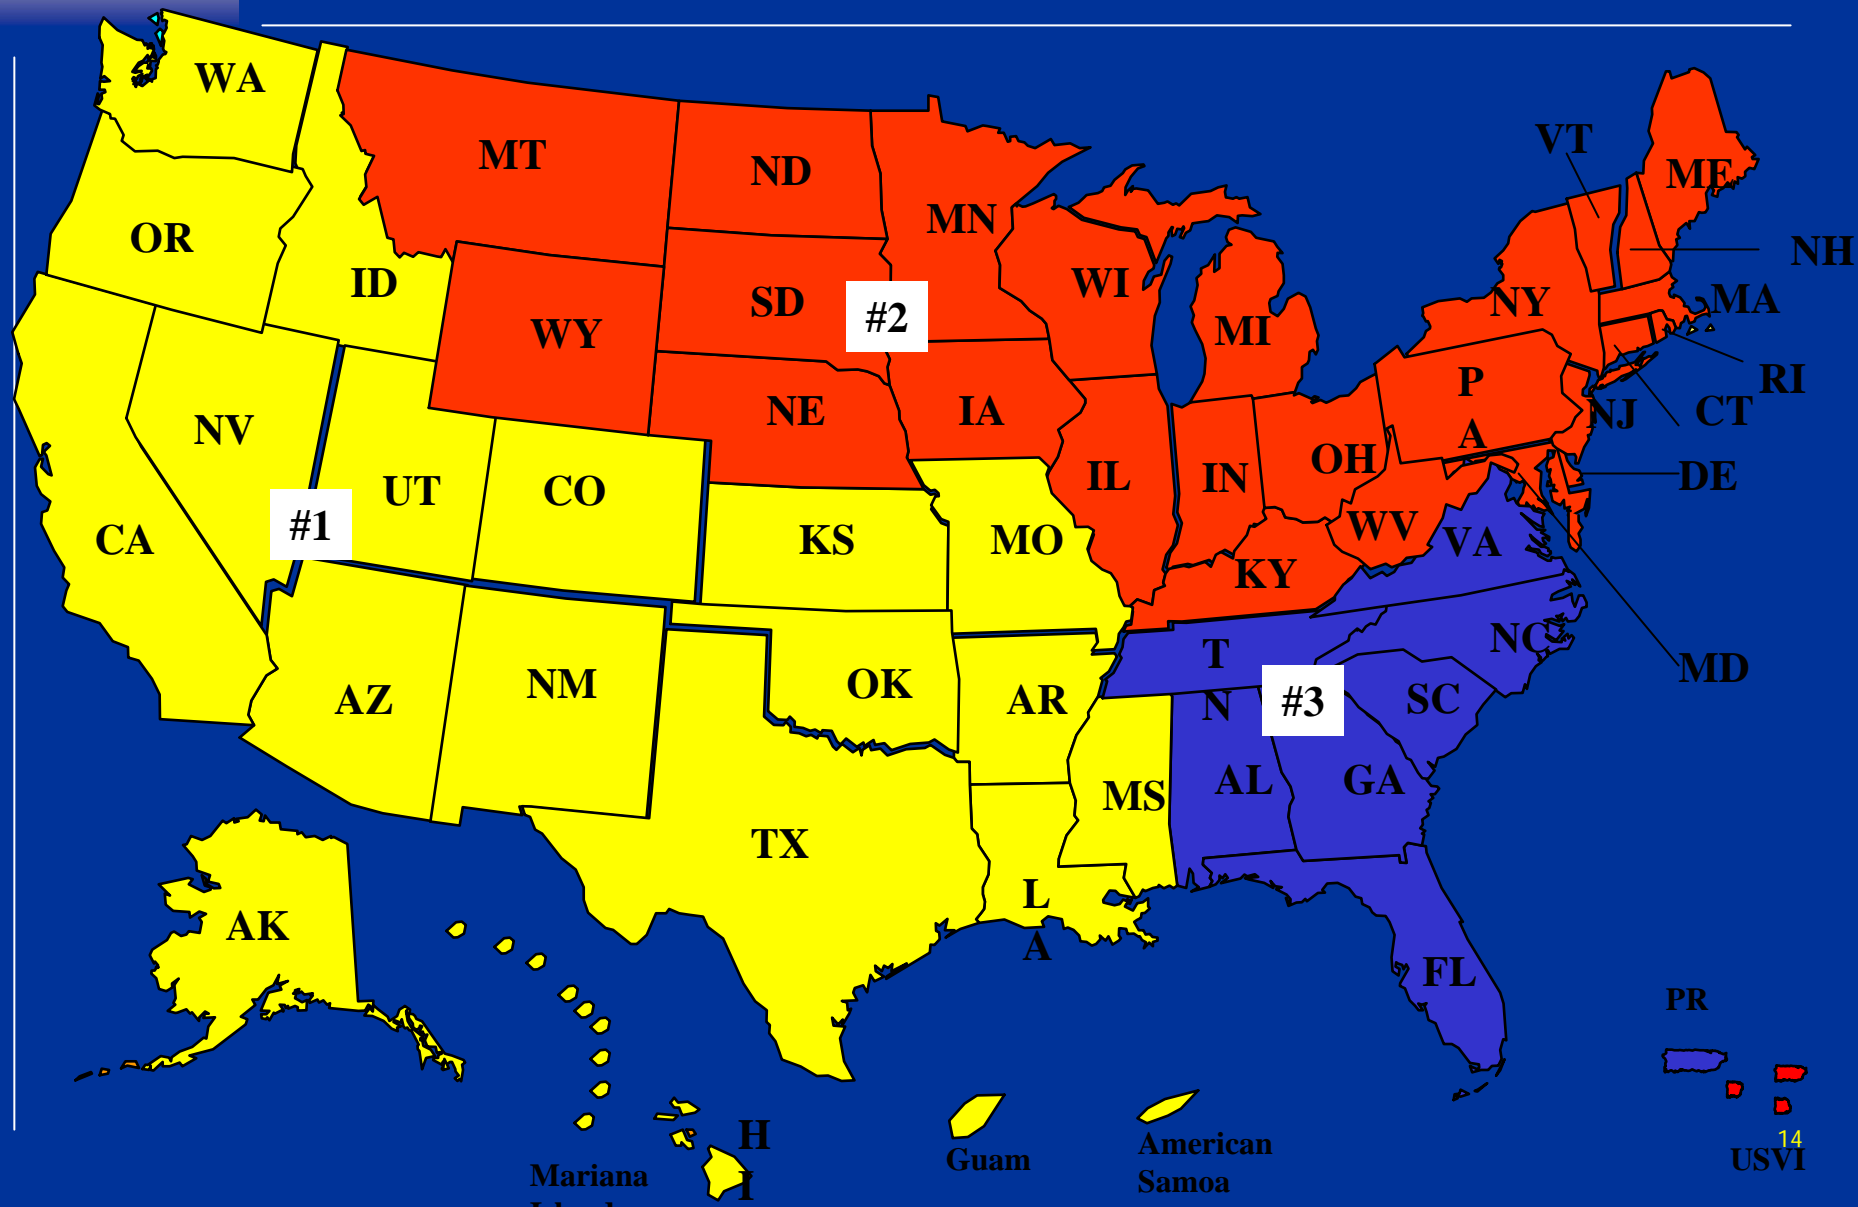 WA
MT
ND
MN
VT
ME
OR
ID
WY
SD
#2
WI
MI
NY
NH
MA
RI
CT
NJ
P
A
NV
UT
CO
NE
IA
IL
IN
OH
DE
CA
#1
KS
MO
KY
WV
VA
MD
AZ
NM
OK
AR
T
N
#3
NC
SC
TX
MS
AL
GA
L
A
FL
AK
PR
H
I
Mariana
Guam
American
Samoa
14
USVI